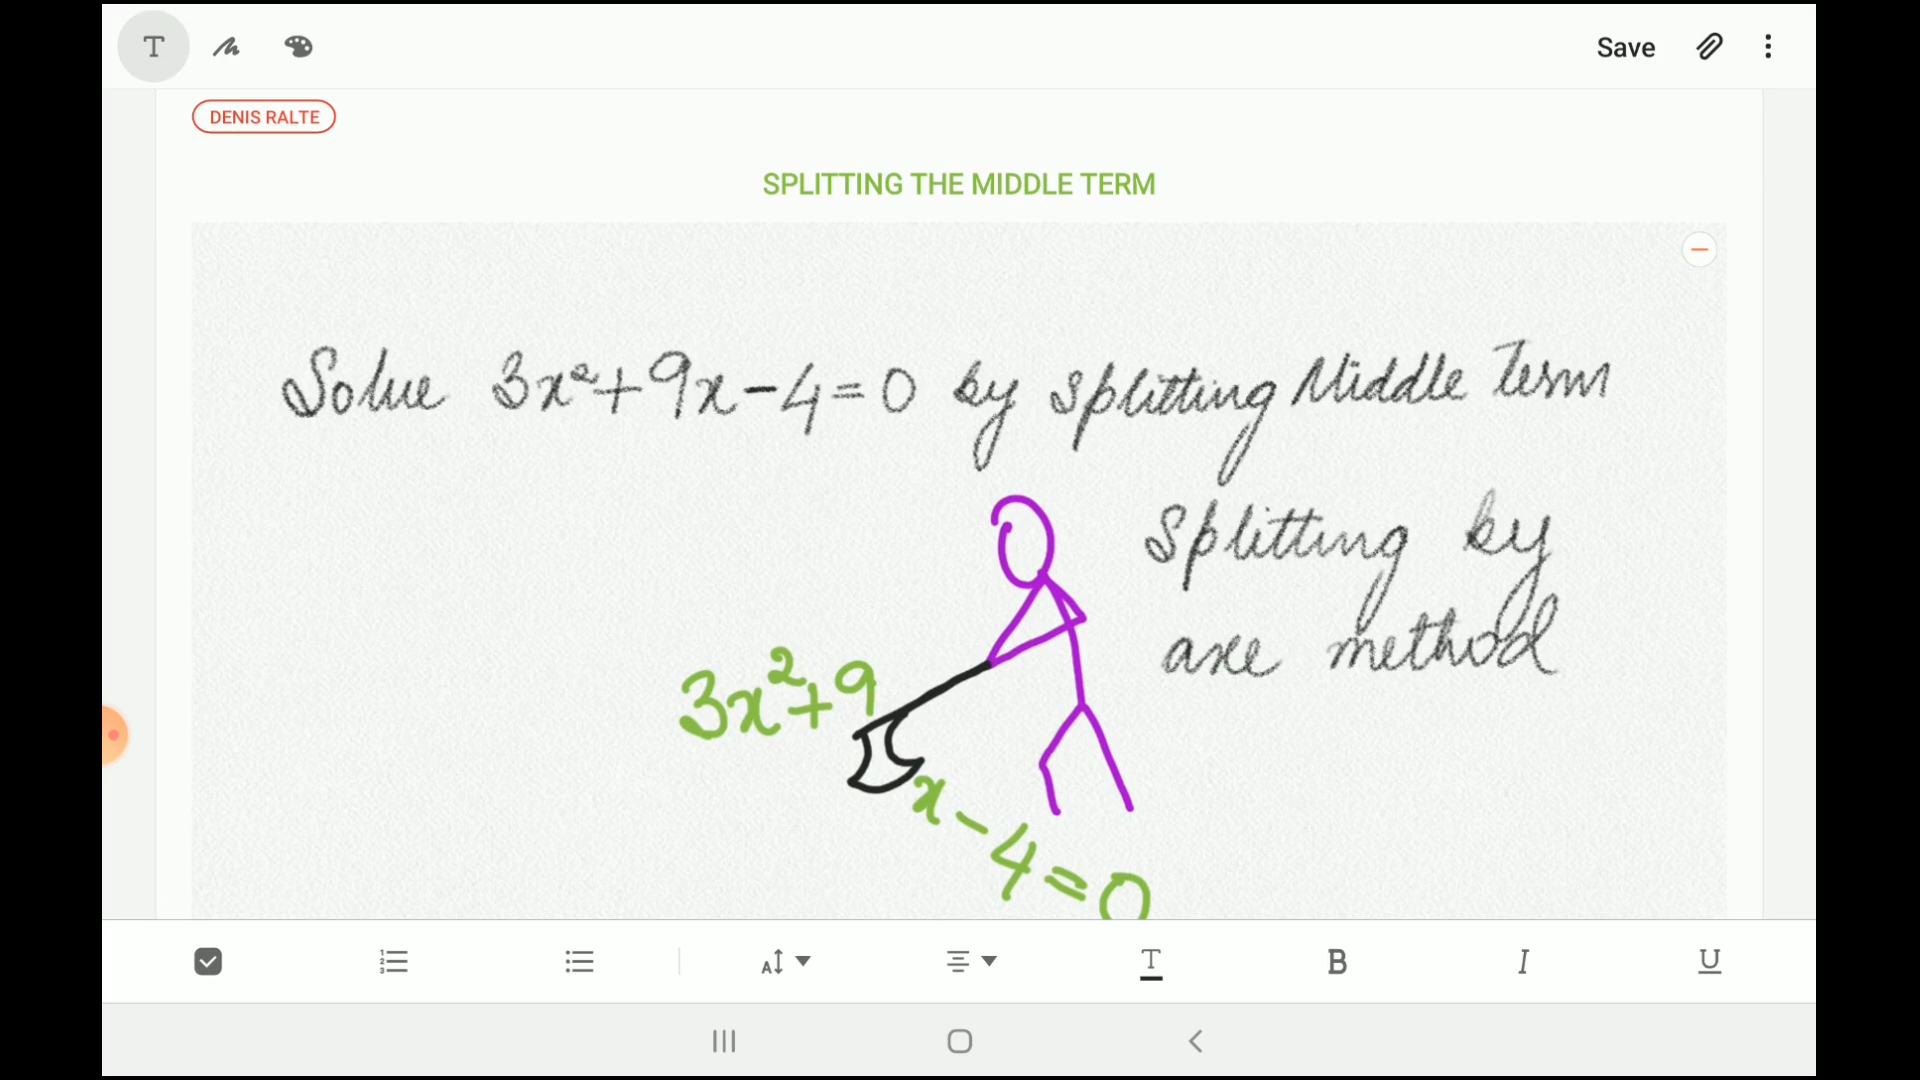 Save
DENIS RALTE
SPLITTING THE MIDDLE TERM
Solve 3x²+9x-4=0 by Splitting Middle Term
Splitting by
axe method
3x²+9
x-4=0